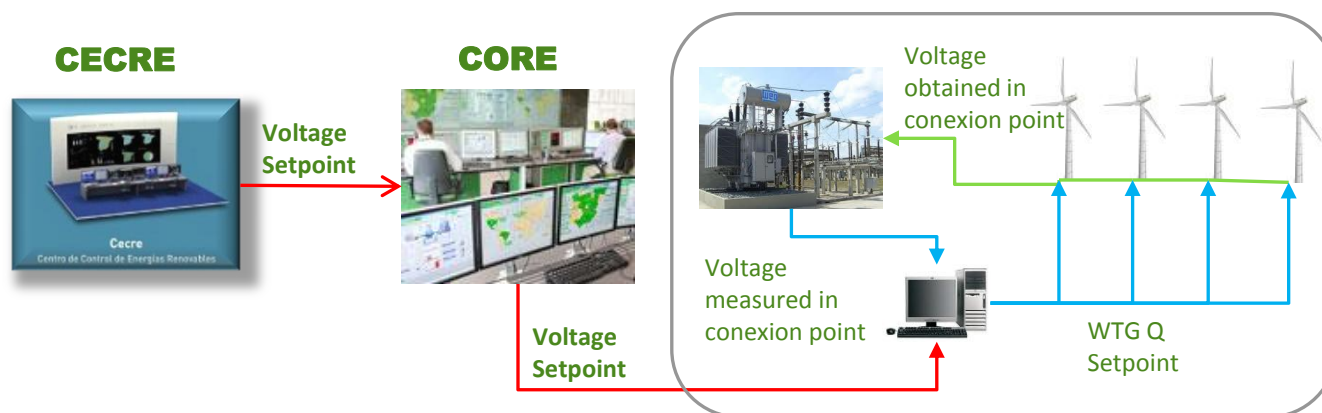 CECRE
Voltage
Setpoint
Cecre
Centro de Control de Energías Renovables
CORE
Voltage
Setpoint
Voltage
obtained in
conexion point
Voltage
measured in
conexion point
WTG Q
Setpoint